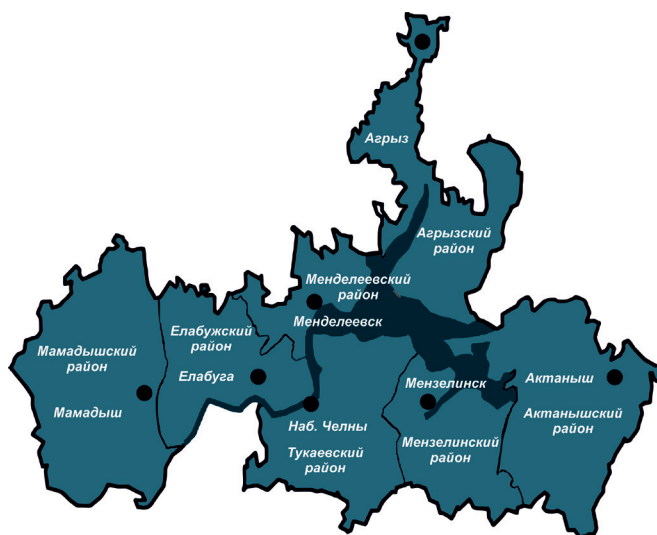 Агрыз
Агрызский
район
Менделеевский
район
Менделеевск
Елабужский
район
Елабуга
Мамадышский
район
Мамадыш
Мензелинск
Мензелинский
район
Актаныш
Актанышский
район
Наб. Челны
Тукаевский
район